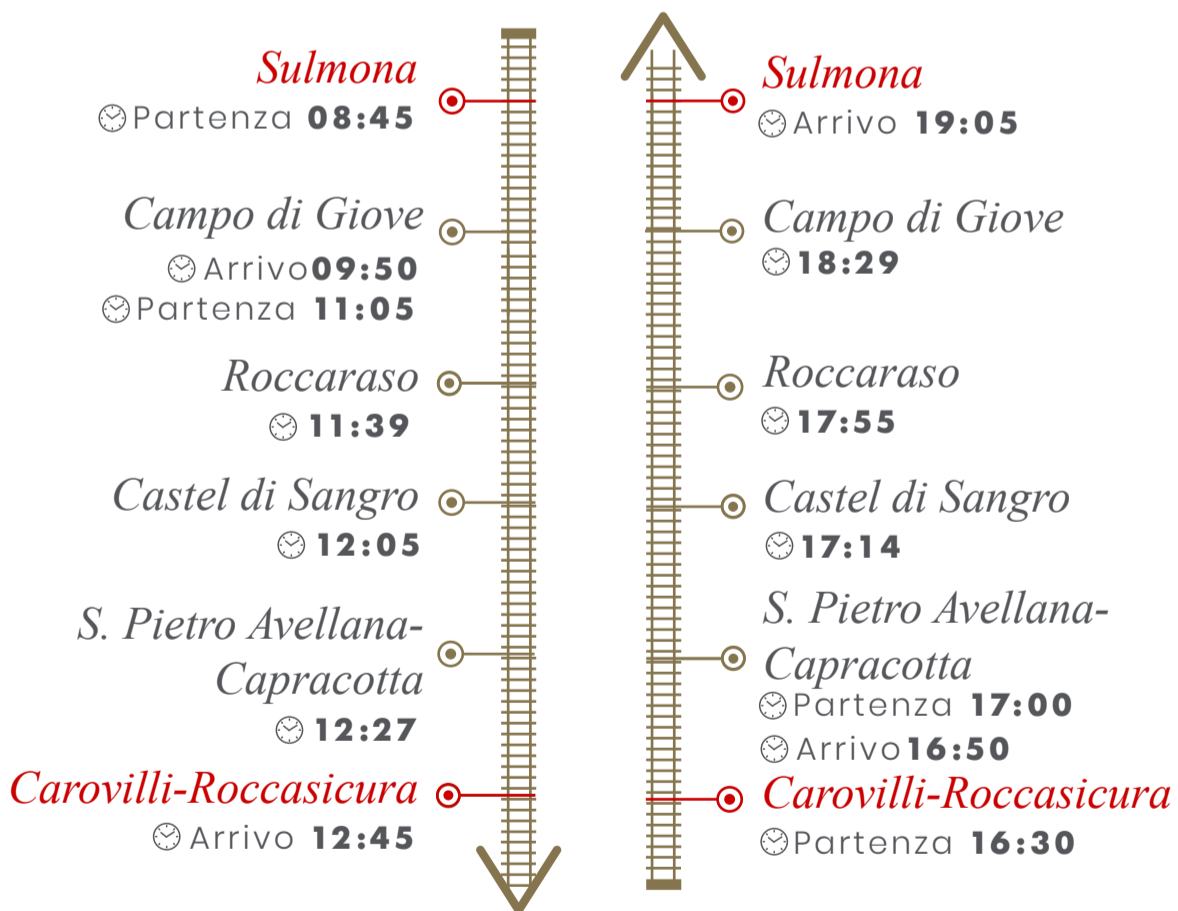 Sulmona
Partenza 08:45
Campo di Giove
Arrivo09:50
Partenza 11:05
Roccaraso
11:39
Castel di Sangro
12:05
S. Pietro Avellana-
Capracotta
12:27
Carovilli-Roccasicura
Arrivo 12:45
Sulmona
Arrivo 19:05
Campo di Giove
18:29
Roccaraso
17:55
Castel di Sangro
17:14
S. Pietro Avellana-
Capracotta
Partenza 17:00
Arrivo16:50
Carovilli-Roccasicura
Partenza 16:30